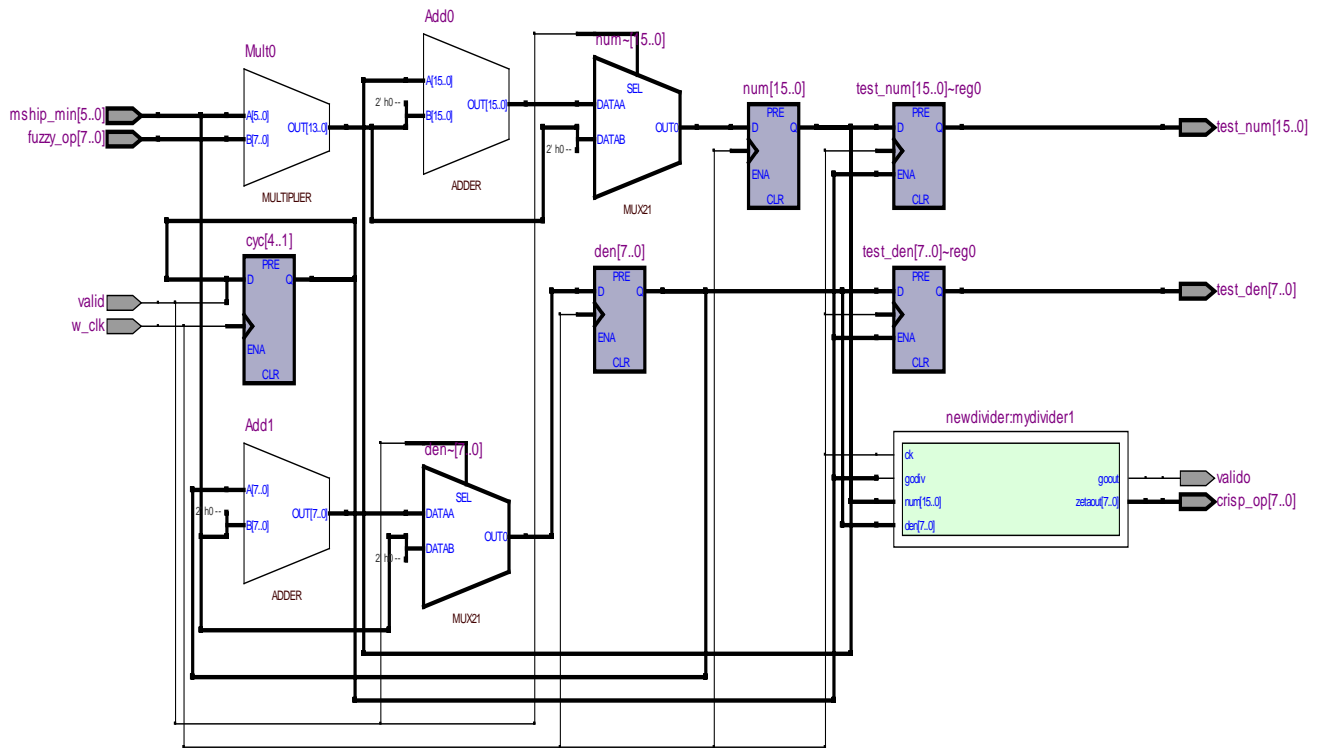 Add0
num~[15..0]
Mult0
SEL
num[15..0]
test_num[15..0]~reg0
A[15..0]
mship_min[5..0]
A[5..0]
2' h0 --
B[15..0]
OUT[15..0]
DATAA
PRE
PRE
fuzzy_op[7..0]
B[7..0]
OUT[13..0]
DATAB
OUT0
D
Q
D
Q
test_num[15..0]
2' h0 --
ENA
ENA
MULTIPLIER
ADDER
MUX21
CLR
CLR
cyc[4..1]
den[7..0]
test_den[7..0]~reg0
PRE
PRE
PRE
D
Q
valid
D
Q
D
Q
test_den[7..0]
w_clk
ENA
ENA
ENA
CLR
CLR
CLR
Add1
den~[7..0]
newdivider:mydivider1
SEL
ck
A[7..0]
godiv
goout
valido
2' h0 --
B[7..0]
OUT[7..0]
DATAA
num[15..0]
zetaout[7..0]
crisp_op[7..0]
den[7..0]
DATAB
OUT0
2' h0 --
ADDER
MUX21